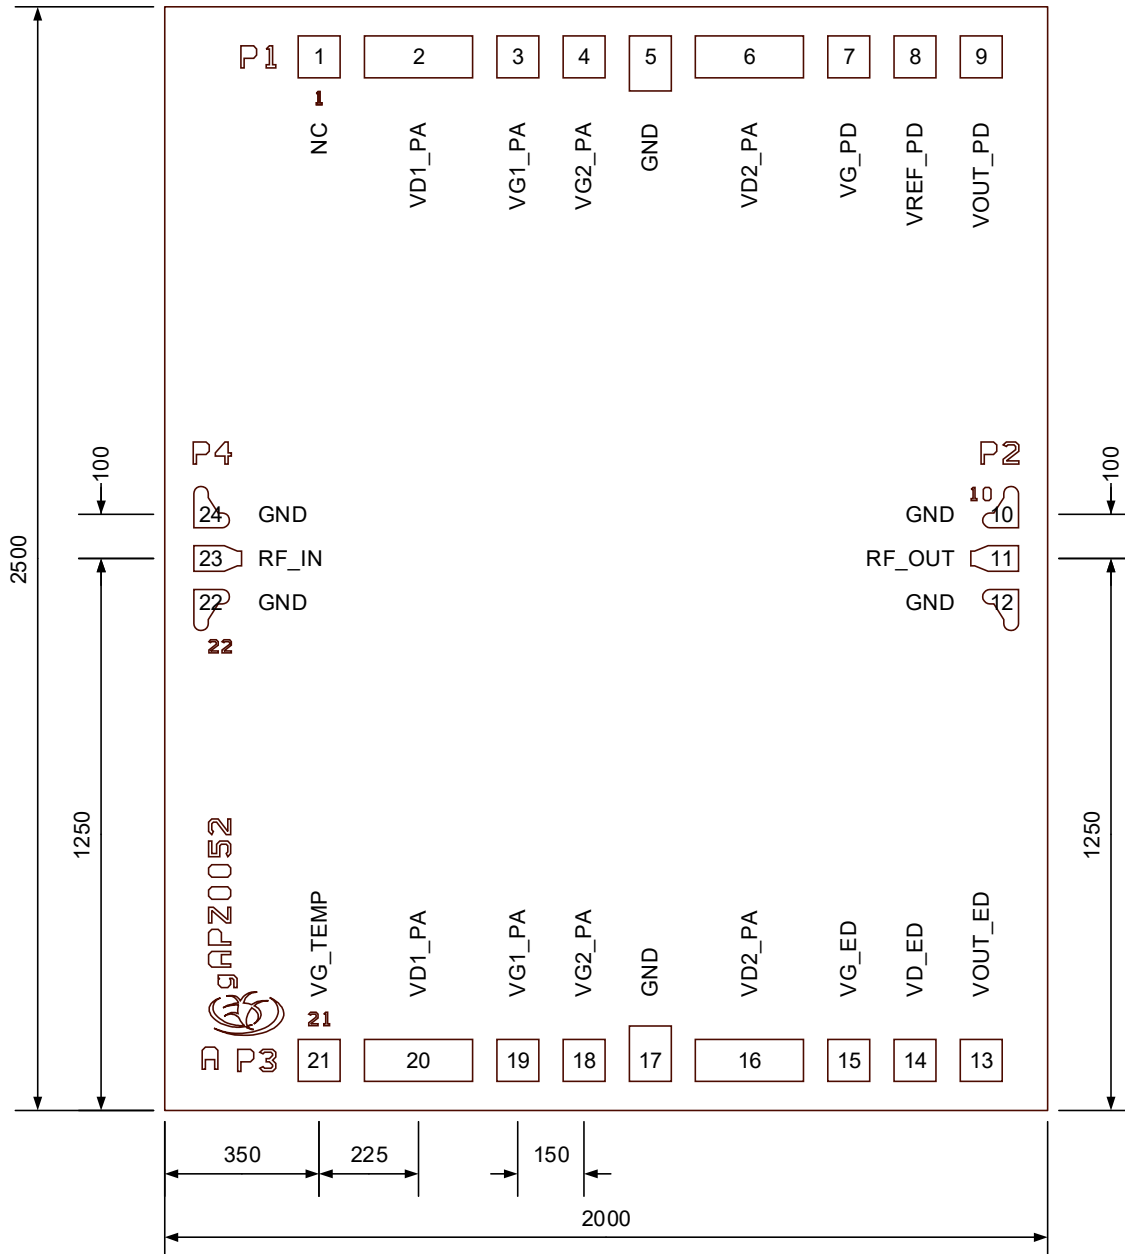 P1 1 2 3 4 5 6 7 8 9
1
NC VD1_PA VG1_PA VG2_PA GND VD2_PA VG_PD VREF_PD VOUT_PD
P4 P2
100 100
10
24 GND GND 10
2500
23 RF_IN RF_OUT 11
22 GND GND 12
22
1250 1250
gAPZ0052
VG_TEMP VD1_PA VG1_PA VG2_PA GND VD2_PA VG_ED VD_ED VOUT_ED
21
A P3 21 20 19 18 17 16 15 14 13
350 225 150
2000